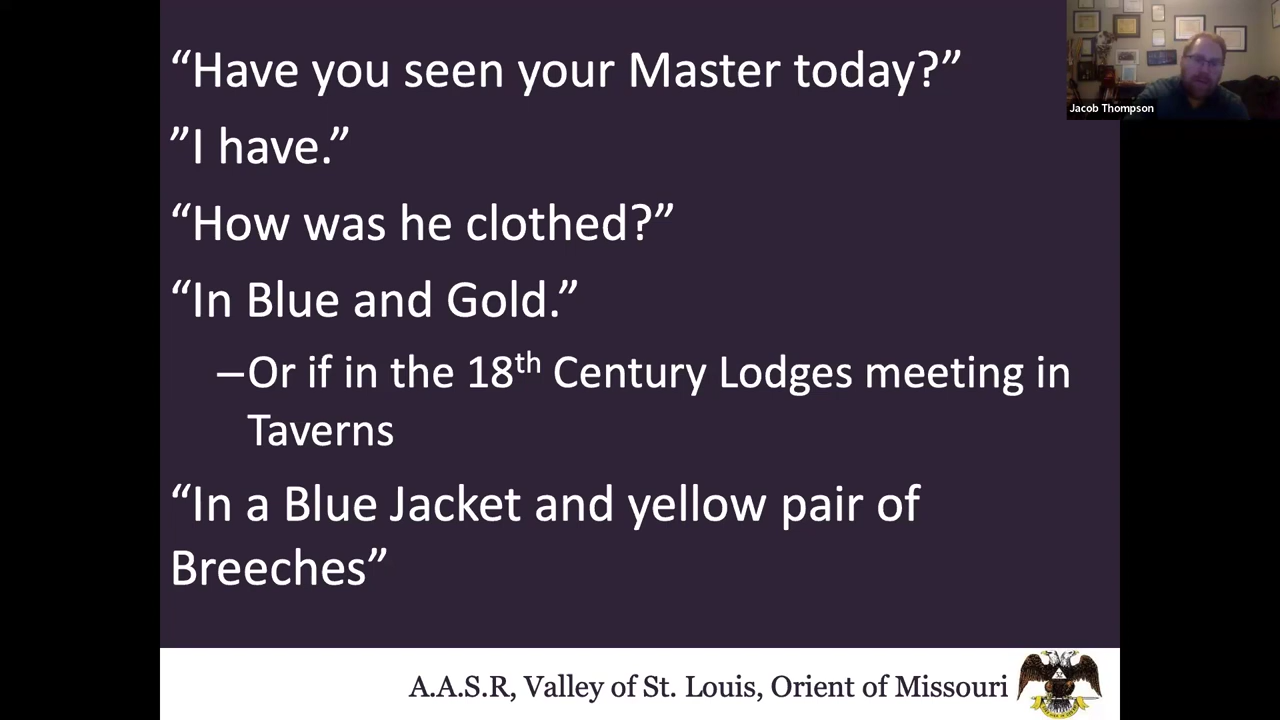 “Have you seen your Master today?”
”I have.”
“How was he clothed?”
“In Blue and Gold.”
–Or if in the 18th Century Lodges meeting in
Taverns
“In a Blue Jacket and yellow pair of
Breeches”
A.A.S.R, Valley of St. Louis, Orient of Missouri
Jacob Thompson